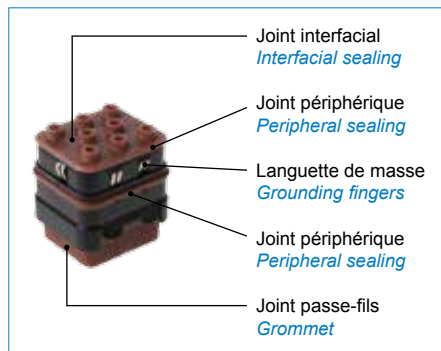 Joint interfacial
Interfacial sealing
Joint périphérique
Peripheral sealing
Languette de masse
Grounding fingers
Joint périphérique
Peripheral sealing
Joint passe-fils
Grommet